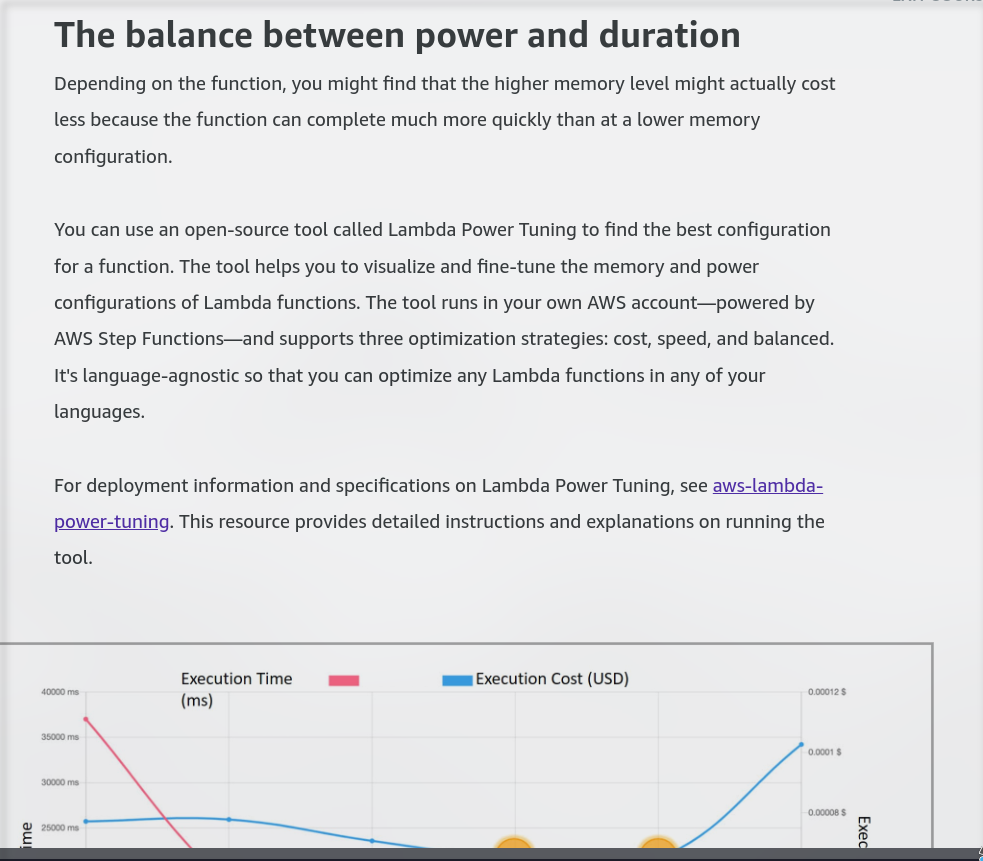 The balance between power and duration
Depending on the function, you might find that the higher memory level might actually cost
less because the function can complete much more quickly than at a lower memory
configuration.
You can use an open-source tool called Lambda Power Tuning to find the best configuration
for a function. The tool helps you to visualize and fine-tune the memory and power
configurations of Lambda functions. The tool runs in your own AWS account—powered by
AWS Step Functions—and supports three optimization strategies: cost, speed, and balanced.
It's language-agnostic so that you can optimize any Lambda functions in any of your
languages.
For deployment information and specifications on Lambda Power Tuning, see aws-lambda-
power-tuning. This resource provides detailed instructions and explanations on running the
tool.
Execution Time
(ms)
Execution Cost (USD)
40000 ms
35000 ms
30000 ms
25000 ms
0.00012 $
0.0001 $
0.00008 $